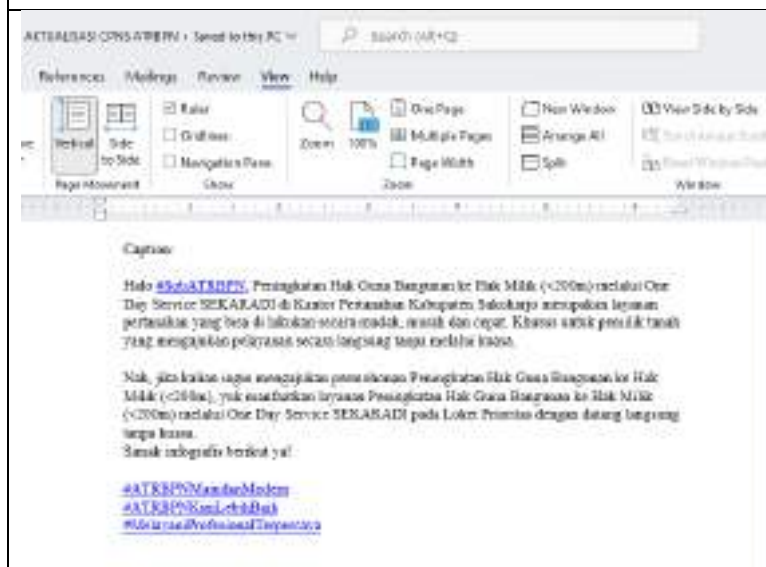 AKTUALISASI CPNS ATRBPN • Saved to this PC
Search (Alt+Q)
References Mailings Review View Help
Vertical
Side to Side
Page Movement
Ruler
Gridlines
Navigation Pane
Show
Zoom
100%
One Page
Multiple Pages
Page Width
Zoom
New Window
Arrange All
Split
View Side by Side
Window
Caption:
Halo #SobATRBPN, Peningkatan Hak Guna Bangunan ke Hak Milik (<200m) melalui One
Day Service SEKARADI di Kantor Pertanahan Kabupaten Sukoharjo merupakan layanan
pertanahan yang bisa di lakukan secara mudah, murah dan cepat. Khusus untuk pemilik tanah
yang mengajukan pelayanan secara langsung tanpa melalui kuasa.
Nah, jika kalian ingin mengajukan permohonan Peningkatan Hak Guna Bangunan ke Hak
Milik (<200m), yuk manfaatkan layanan Peningkatan Hak Guna Bangunan ke Hak Milik
(<200m) melalui One Day Service SEKARADI pada Loket Prioritas dengan datang langsung
tanpa kuasa.
Simak infografis berikut ya!
#ATRBPNMajudanModern
#ATRBPNKiniLebihBaik
#MelayaniProfesionalTerpercaya